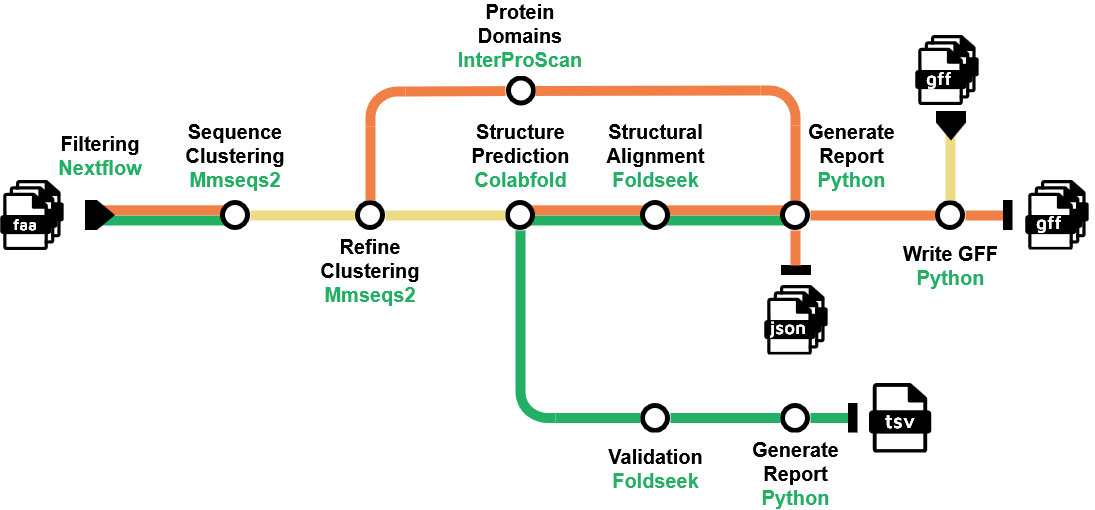 Protein
Domains
InterProScan
gff
Filtering
Nextflow
Sequence
Clustering
Mmseqs2
Structure
Prediction
Colabfold
Structural
Alignment
Foldseek
Generate
Report
Python
faa
gff
Refine
Clustering
Mmseqs2
Write GFF
Python
json
tsv
Validation
Foldseek
Generate
Report
Python